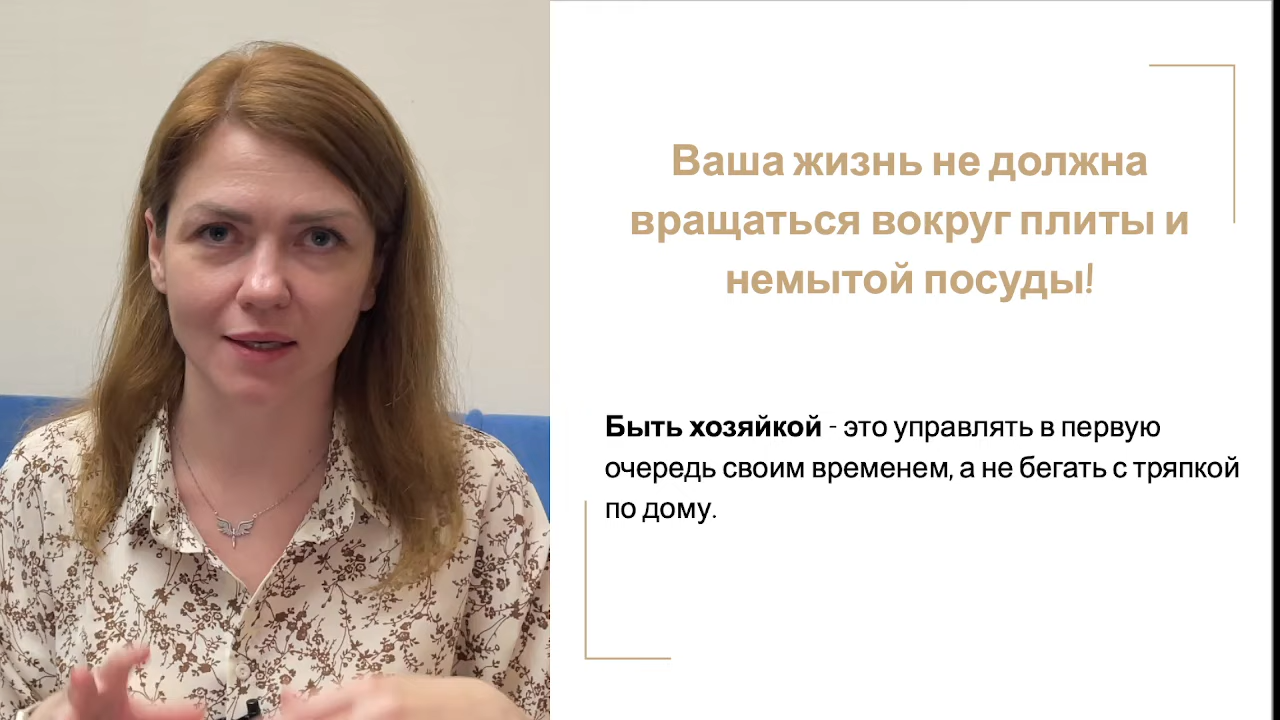 Ваша жизнь не должна
вращаться вокруг плиты и
немытой посуды!
Быть хозяйкой - это управлять в первую
очередь своим временем, а не бегать с тряпкой
по дому.